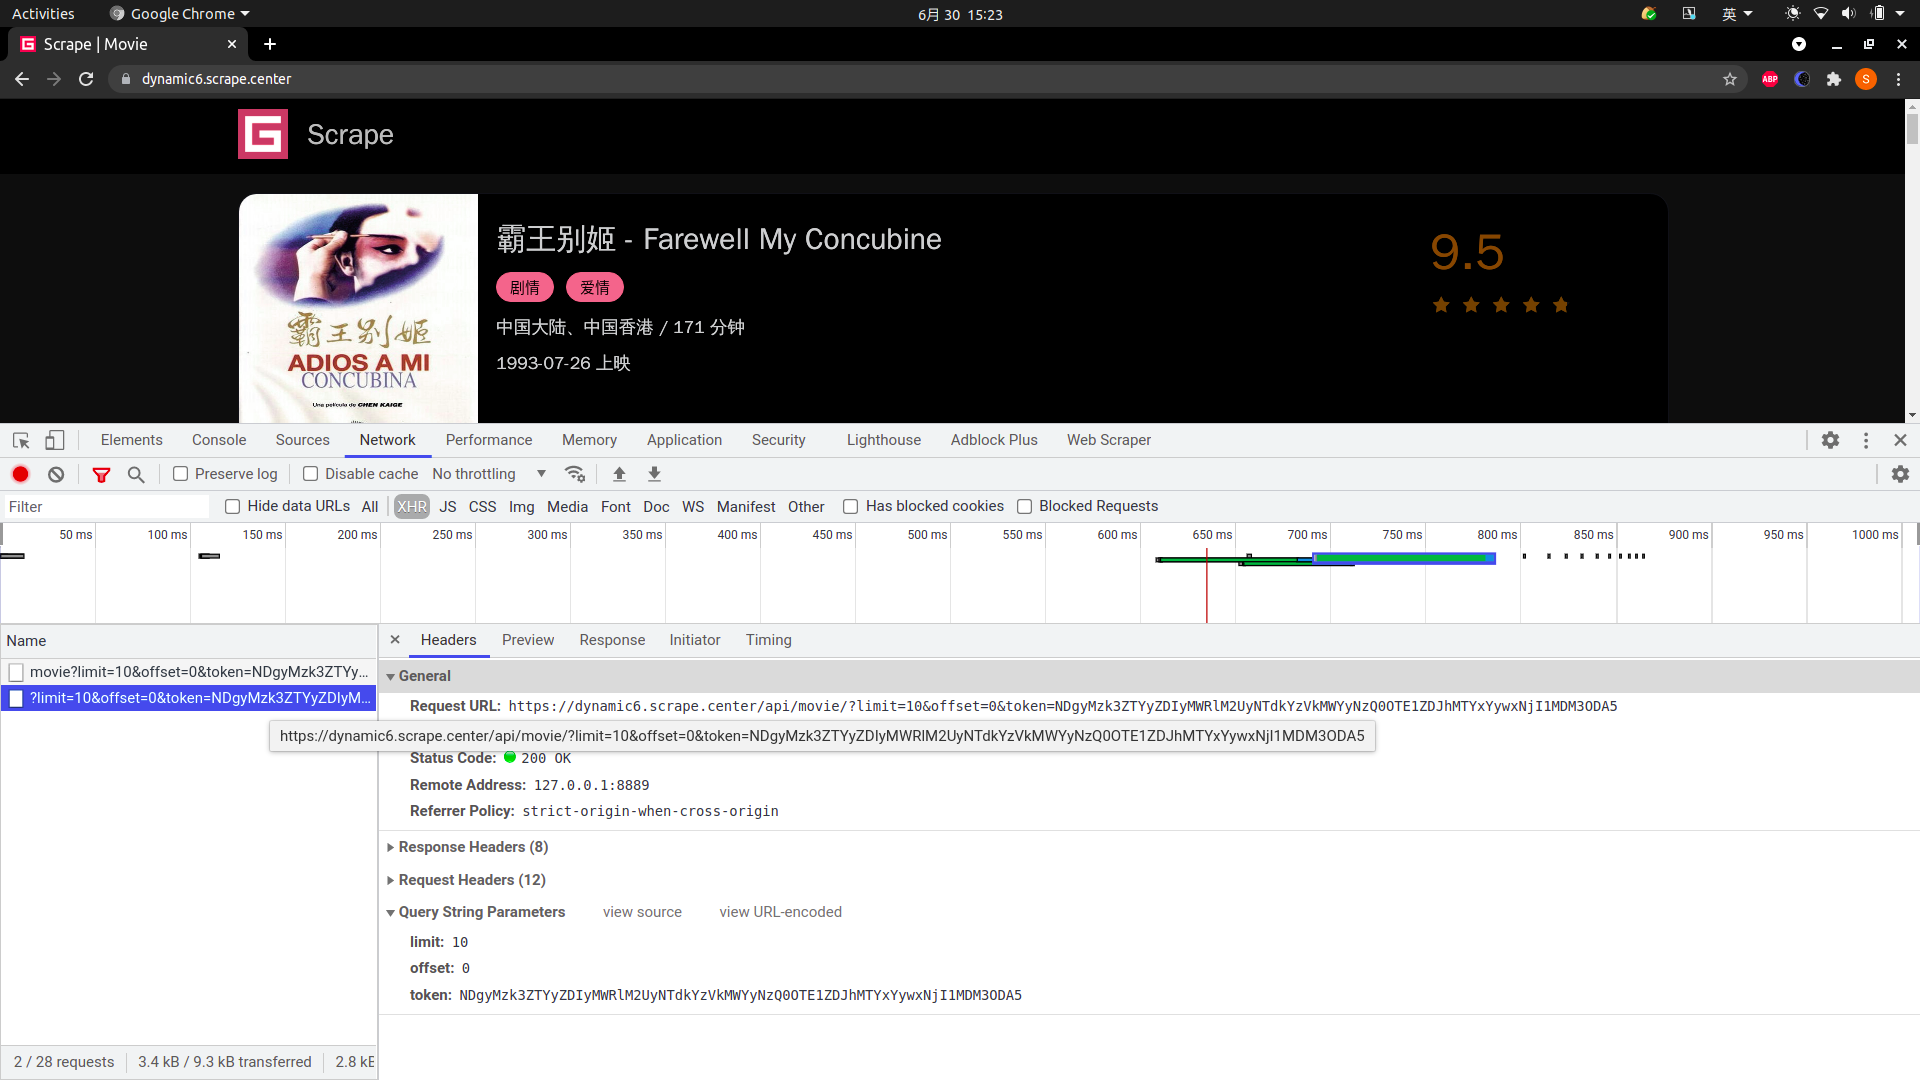 Activities
Google Chrome
6月 30 15:23
英
Scrape | Movie
dynamic6.scrape.center
ABP
S
Scrape
霸王别姬 - Farewell My Concubine
9.5
剧情 爱情
中国大陆、中国香港 / 171 分钟
1993-07-26 上映
霸王别姬
ADIOS A MI
CONCUBINA
Una película de CHEN KAIGE
Elements Console Sources Network Performance Memory Application Security Lighthouse Adblock Plus Web Scraper
Preserve log Disable cache No throttling
Filter Hide data URLs All XHR JS CSS Img Media Font Doc WS Manifest Other Has blocked cookies Blocked Requests
50 ms 100 ms 150 ms 200 ms 250 ms 300 ms 350 ms 400 ms 450 ms 500 ms 550 ms 600 ms 650 ms 700 ms 750 ms 800 ms 850 ms 900 ms 950 ms 1000 ms
Name
Headers Preview Response Initiator Timing
movie?limit=10&offset=0&token=NDgyMzk3ZTYy...
?limit=10&offset=0&token=NDgyMzk3ZTYyZDIyM...
General
Request URL: https://dynamic6.scrape.center/api/movie/?limit=10&offset=0&token=NDgyMzk3ZTYyZDIyMWRlM2UyNTdkYzVkMWYyNzQ0OTE1ZDJhMTYxYywxNjI1MDM3ODA5
https://dynamic6.scrape.center/api/movie/?limit=10&offset=0&token=NDgyMzk3ZTYyZDIyMWRlM2UyNTdkYzVkMWYyNzQ0OTE1ZDJhMTYxYywxNjI1MDM3ODA5
Status Code: 200 OK
Remote Address: 127.0.0.1:8889
Referrer Policy: strict-origin-when-cross-origin
Response Headers (8)
Request Headers (12)
Query String Parameters view source view URL-encoded
limit: 10
offset: 0
token: NDgyMzk3ZTYyZDIyMWRlM2UyNTdkYzVkMWYyNzQ0OTE1ZDJhMTYxYywxNjI1MDM3ODA5
2 / 28 requests 3.4 kB / 9.3 kB transferred 2.8 kE